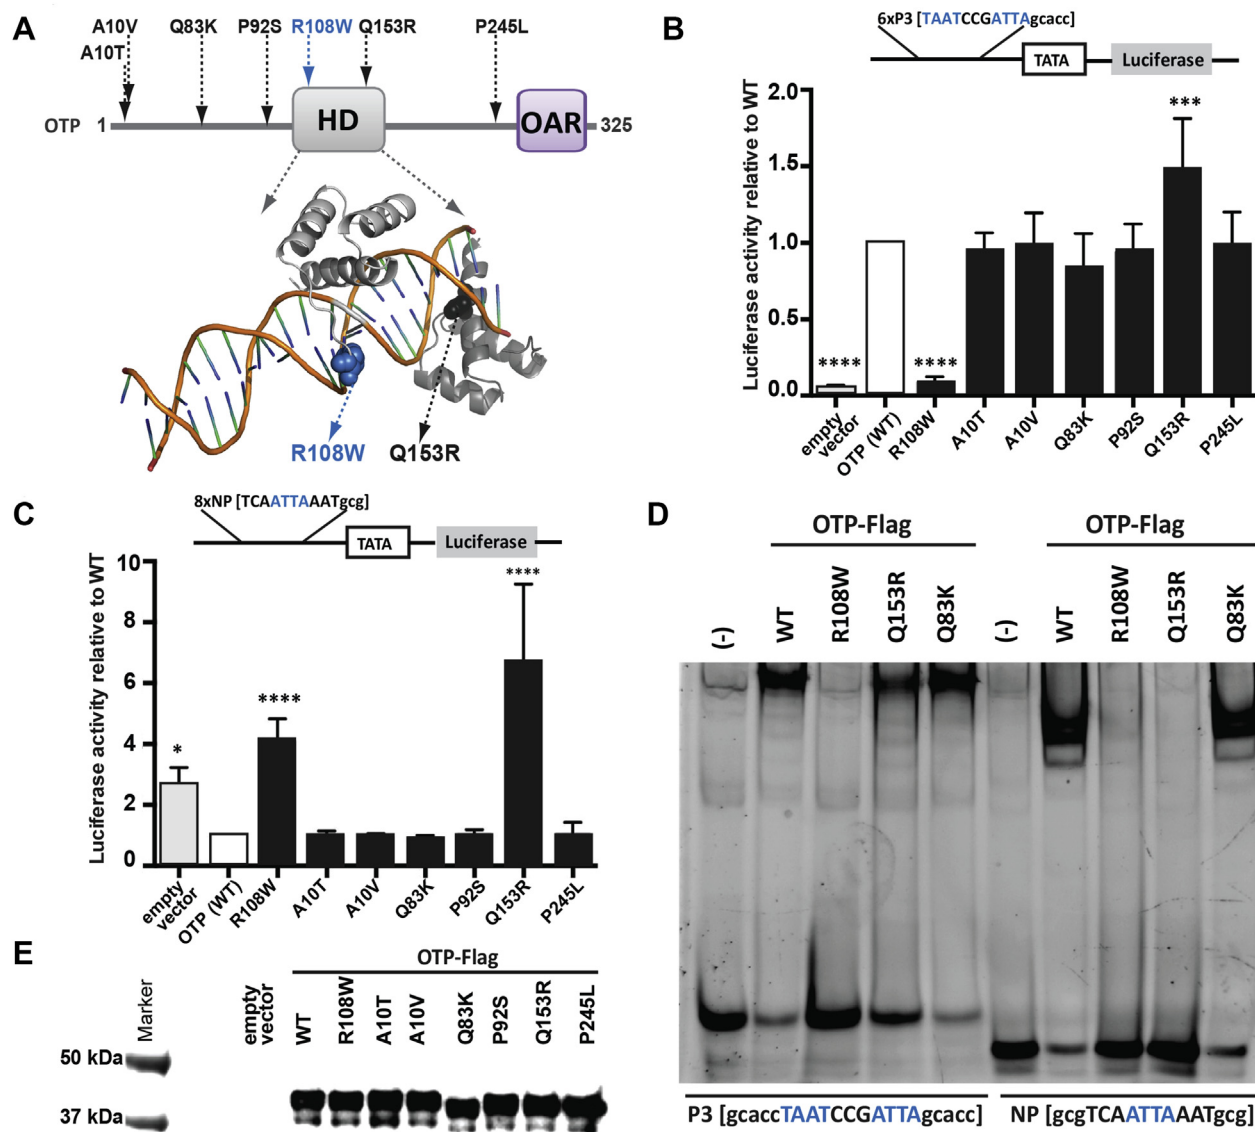 A
A10V
Q83K
P92S
R108W
Q153R
P245L
A10T
OTP
1
HD
OAR
325
R108W
Q153R
B
6xP3 [TAATCCGATTAgcacc]
TATA
Luciferase
Luciferase activity relative to WT
2.0
1.5
1.0
0.5
0.0
****
****
***
empty vector
OTP (WT)
R108W
A10T
A10V
Q83K
P92S
Q153R
P245L
C
8xNP [TCAATTAAATgcg]
TATA
Luciferase
Luciferase activity relative to WT
10
8
6
4
2
0
*
****
****
empty vector
OTP (WT)
R108W
A10T
A10V
Q83K
P92S
Q153R
P245L
D
OTP-Flag
OTP-Flag
(-)
WT
R108W
Q153R
Q83K
(-)
WT
R108W
Q153R
Q83K
P3 [gcaccTAATCCGATTAgcacc]
NP [gcgTCAATTAAATgcg]
E
OTP-Flag
Marker
empty vector
WT
R108W
A10T
A10V
Q83K
P92S
Q153R
P245L
50 kDa
37 kDa